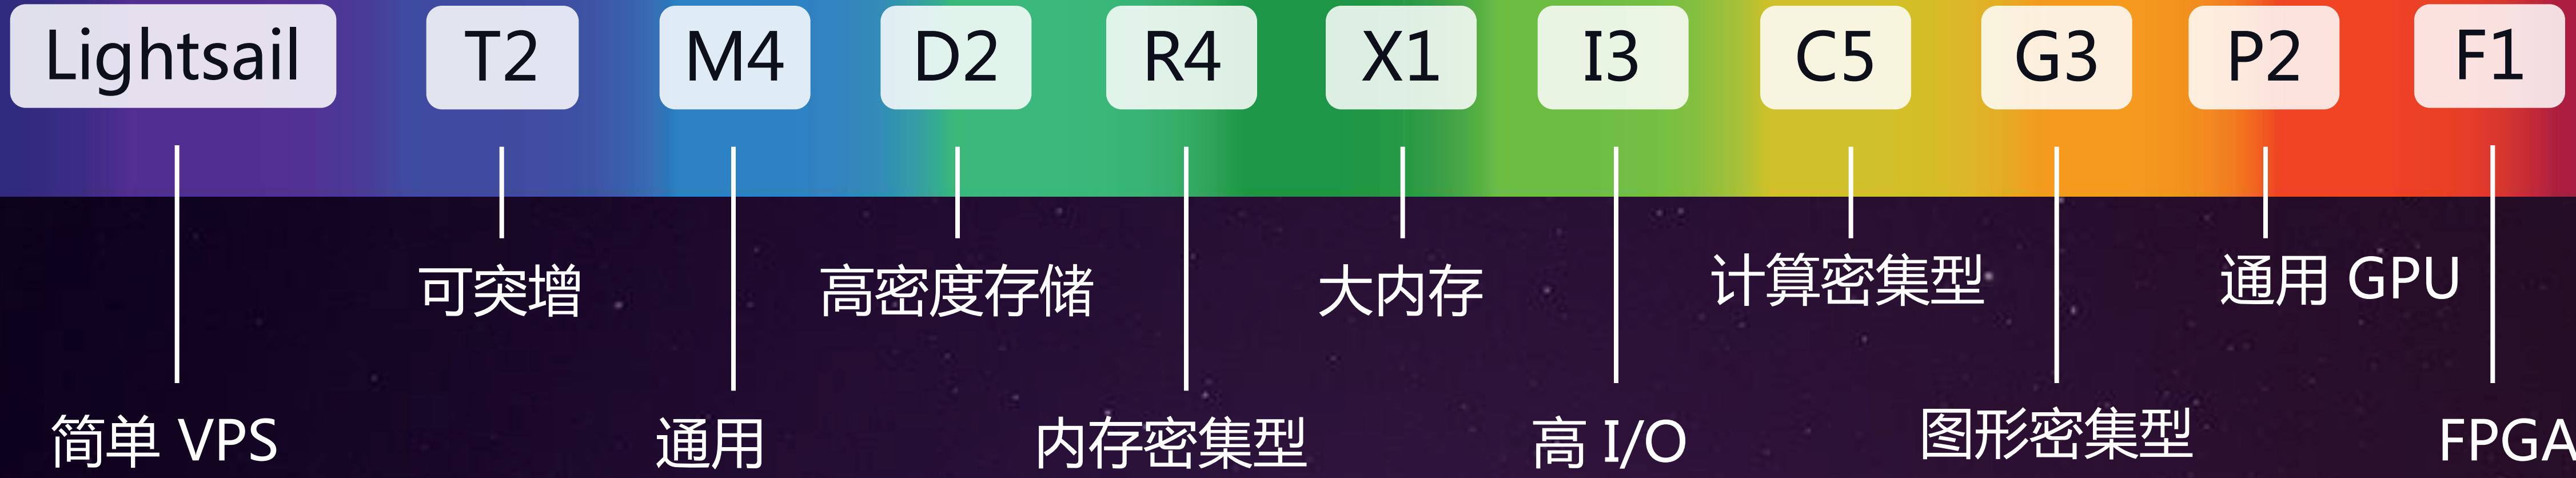 Lightsail T2 M4 D2 R4 X1 I3 C5 G3 P2 F1
可突增 高密度存储 大内存 计算密集型 通用 GPU
简单 VPS 通用 内存密集型 高 I/O 图形密集型 FPGA